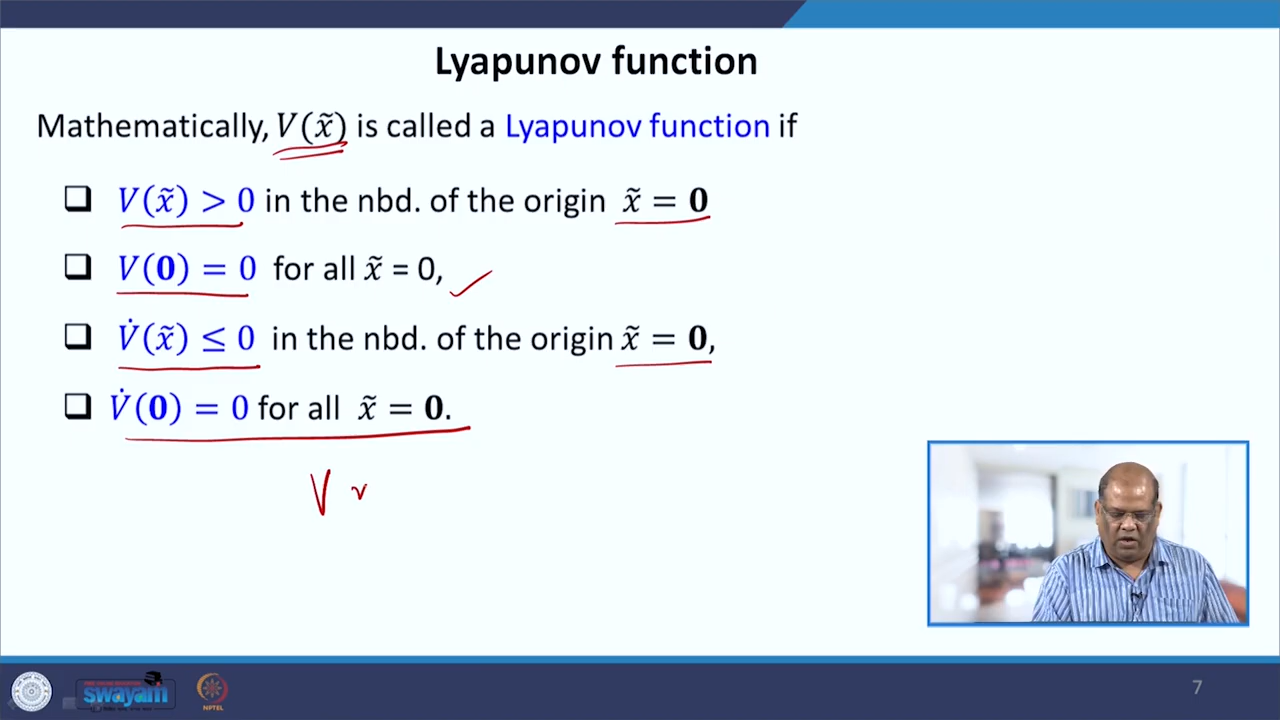 Lyapunov function
Mathematically, V(x̃) is called a Lyapunov function if
❑ V(x̃) > 0 in the nbd. of the origin x̃ = 0
❑ V(0) = 0 for all x̃ = 0,
❑ V̇(x̃) ≤ 0 in the nbd. of the origin x̃ = 0,
❑ V̇(0) = 0 for all x̃ = 0.
V
swayam
NPTEL
7